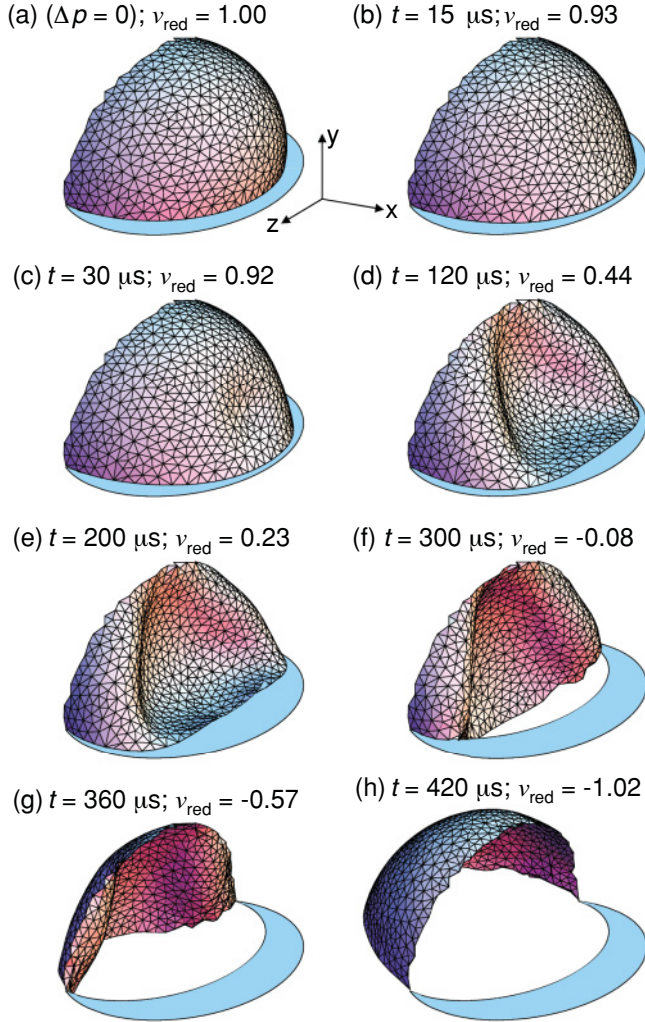 (a) (Δp = 0); v_red = 1.00
(b) t = 15 μs; v_red = 0.93
y
z
x
(c) t = 30 μs; v_red = 0.92
(d) t = 120 μs; v_red = 0.44
(e) t = 200 μs; v_red = 0.23
(f) t = 300 μs; v_red = -0.08
(g) t = 360 μs; v_red = -0.57
(h) t = 420 μs; v_red = -1.02